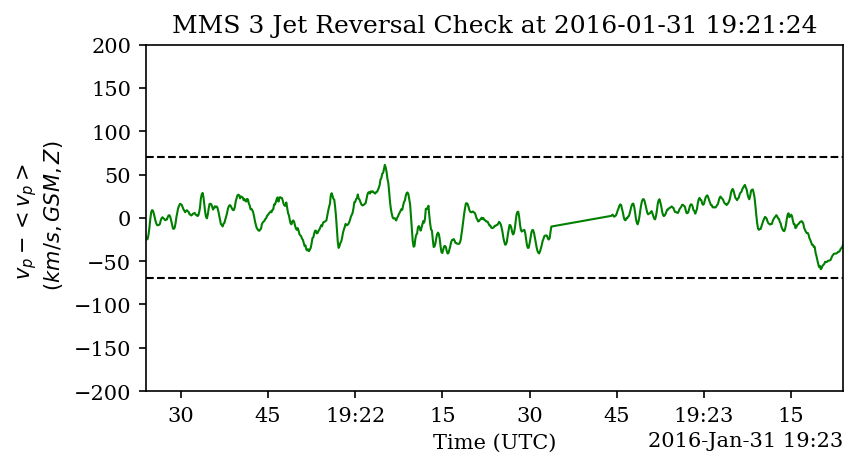 MMS 3 Jet Reversal Check at 2016-01-31 19:21:24
200
150
100
50
0
−50
−100
−150
−200
v_p − < v_p >
(km/s, GSM, Z)
30 45 19:22 15 30 45 19:23 15
Time (UTC)
2016-Jan-31 19:23